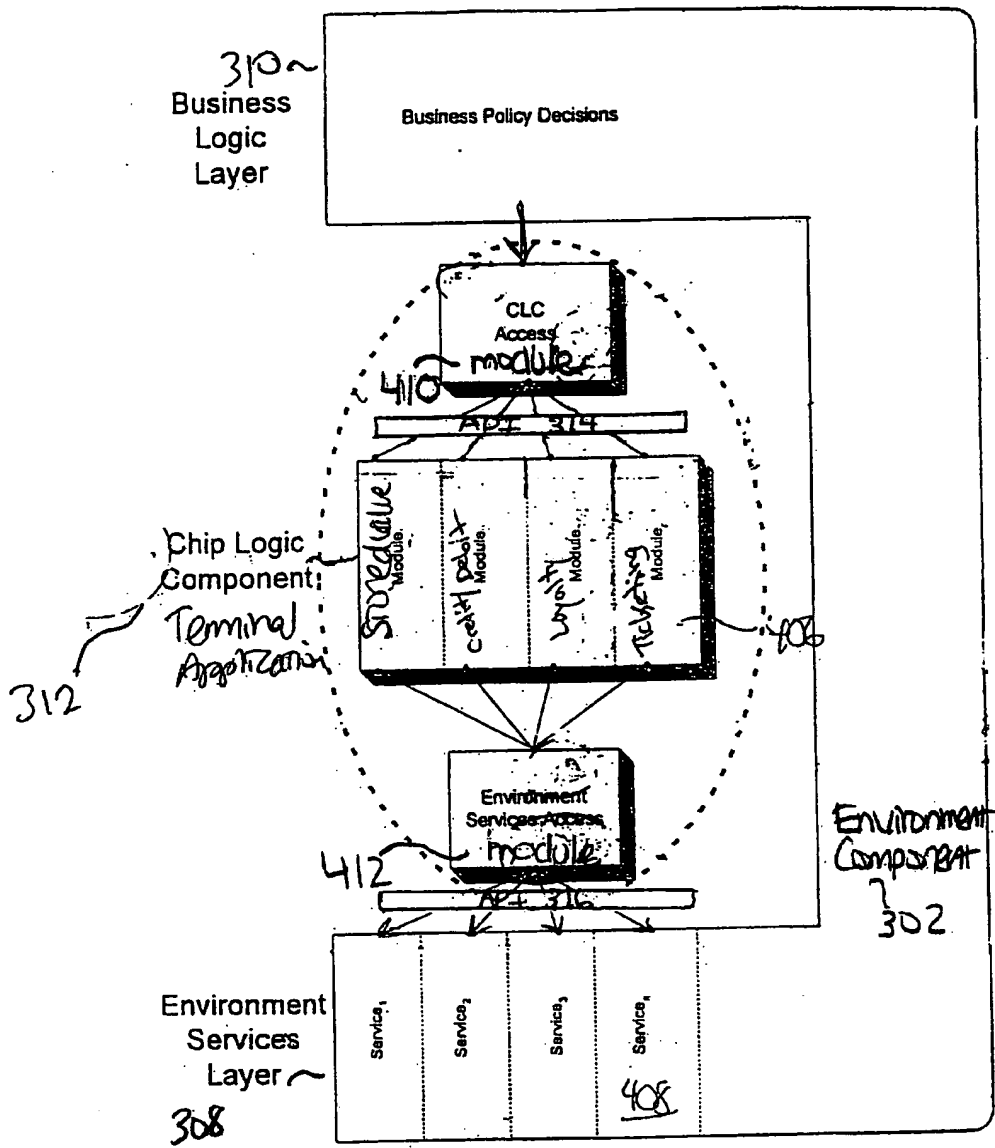 310
Business
Logic
Layer
Business Policy Decisions
CLC
Access
module
410
API 314
Stored value
Module
Credit/Debit
Module
Loyalty
Module
Ticketing
Module
406
Chip Logic
Component
Terminal
Application
312
Environment
Services Access
module
412
API 316
Environment
Component
302
Service₁
Service₂
Service₃
Serviceₙ
408
Environment
Services
Layer
308